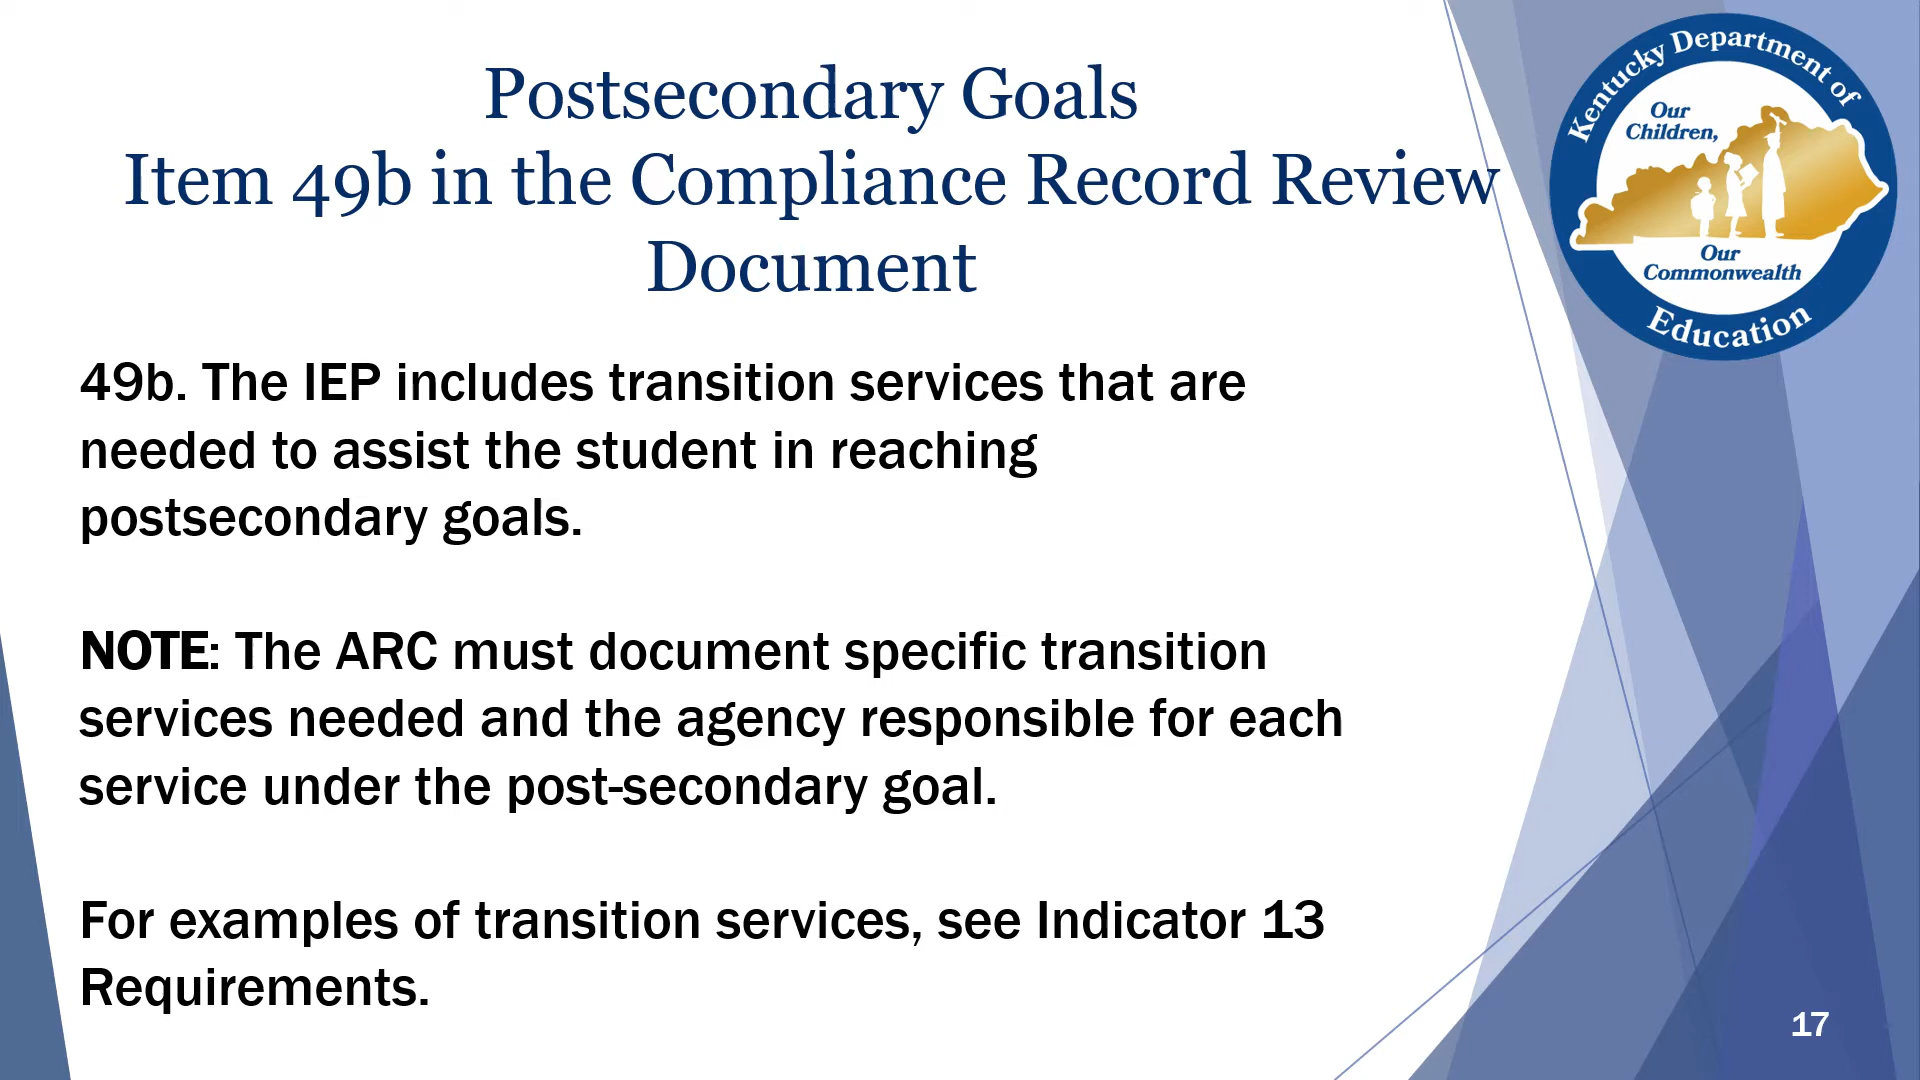 Postsecondary Goals
Item 49b in the Compliance Record Review
Document
Kentucky Department of
Our
Children,
Our
Commonwealth
Education
49b. The IEP includes transition services that are
needed to assist the student in reaching
postsecondary goals.
NOTE: The ARC must document specific transition
services needed and the agency responsible for each
service under the post-secondary goal.
For examples of transition services, see Indicator 13
Requirements.
17